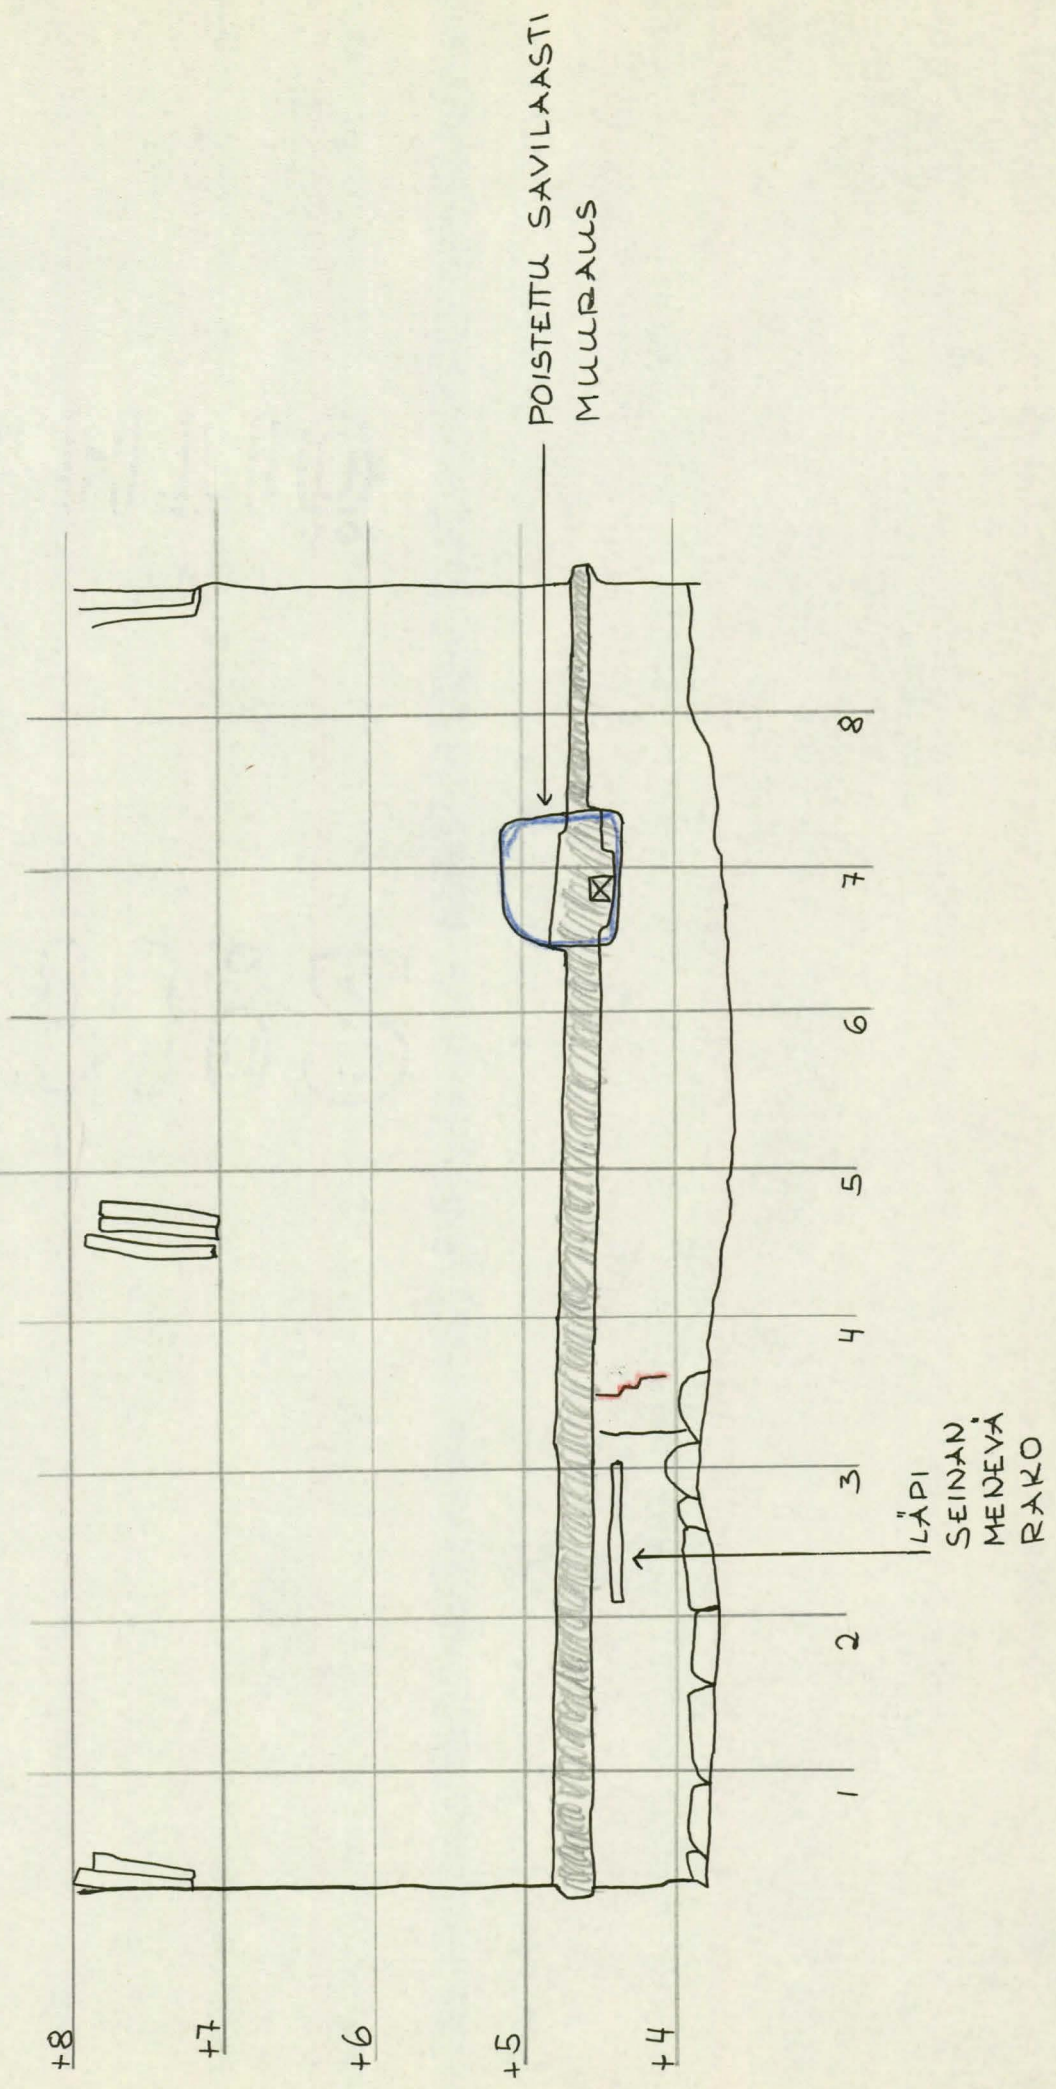 POISTETTU SAVILAASTI
MUURAUS
+8
+7
+6
+5
+4
1
2
3
4
5
6
7
8
LÄPI
SEINÄN
MENEVÄ
RAKO